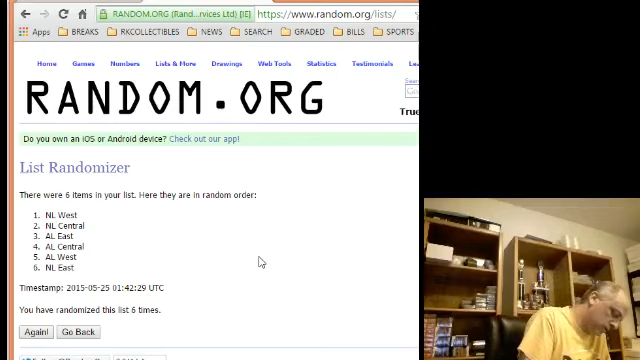 RANDOM.ORG (Rand...rvices Ltd) [IE] https://www.random.org/lists/
Apps BREAKS RKCOLLECTIBLES NEWS SEARCH GRADED BILLS SPORTS
Home Games Numbers Lists & More Drawings Web Tools Statistics Testimonials Lea
RANDOM.ORG
Sear
Go
True
Do you own an iOS or Android device? Check out our app!
List Randomizer
There were 6 items in your list. Here they are in random order:
1. NL West
2. NL Central
3. AL East
4. AL Central
5. AL West
6. NL East
Timestamp: 2015-05-25 01:42:29 UTC
You have randomized this list 6 times.
Again! Go Back